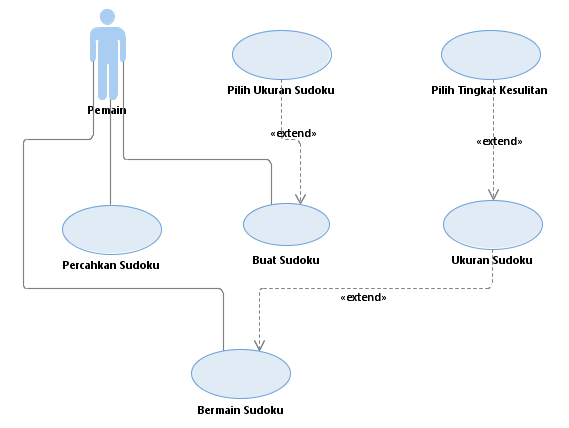 Pilih Ukuran Sudoku
Pilih Tingkat Kesulitan
Pemain
«extend»
«extend»
Percahkan Sudoku
Buat Sudoku
Ukuran Sudoku
«extend»
Bermain Sudoku